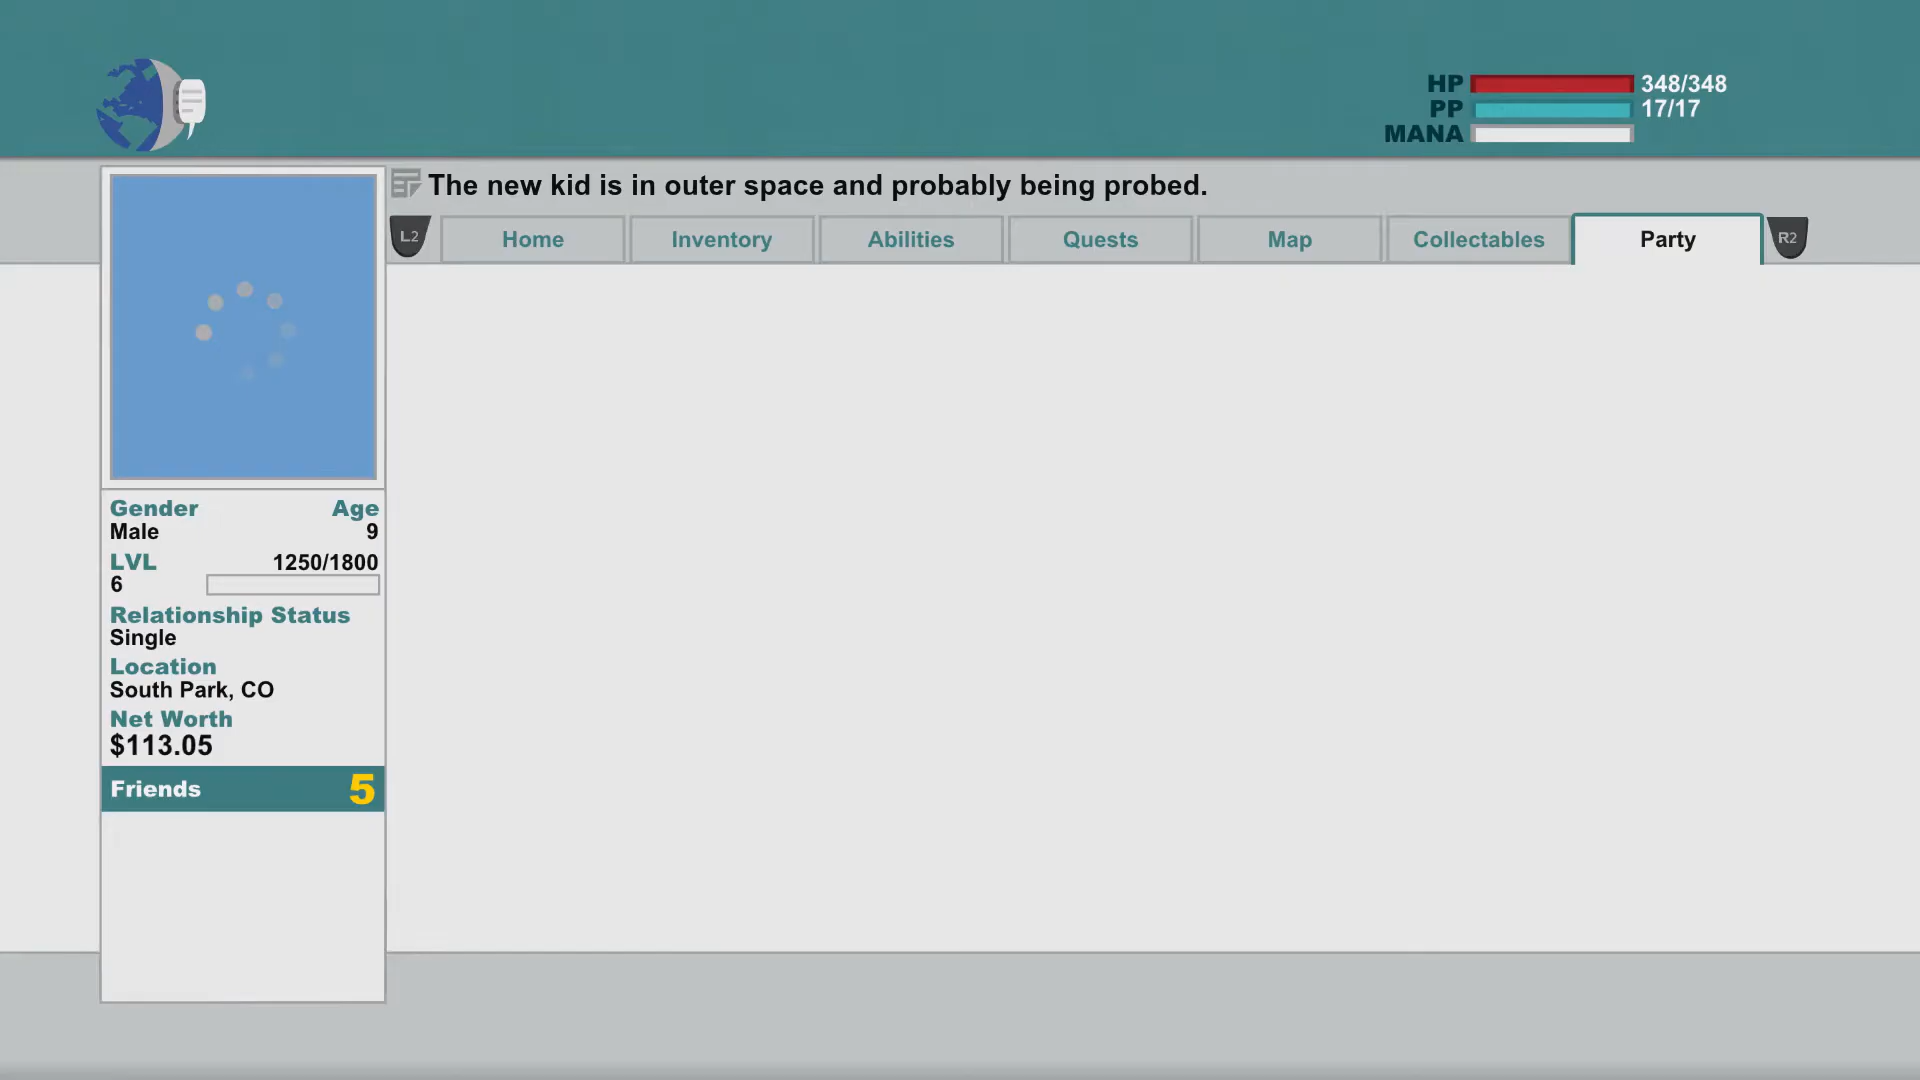 HP 348/348
PP 17/17
MANA
The new kid is in outer space and probably being probed.
L2 Home Inventory Abilities Quests Map Collectables Party R2
Gender Age
Male 9
LVL 1250/1800
6
Relationship Status
Single
Location
South Park, CO
Net Worth
$113.05
Friends 5